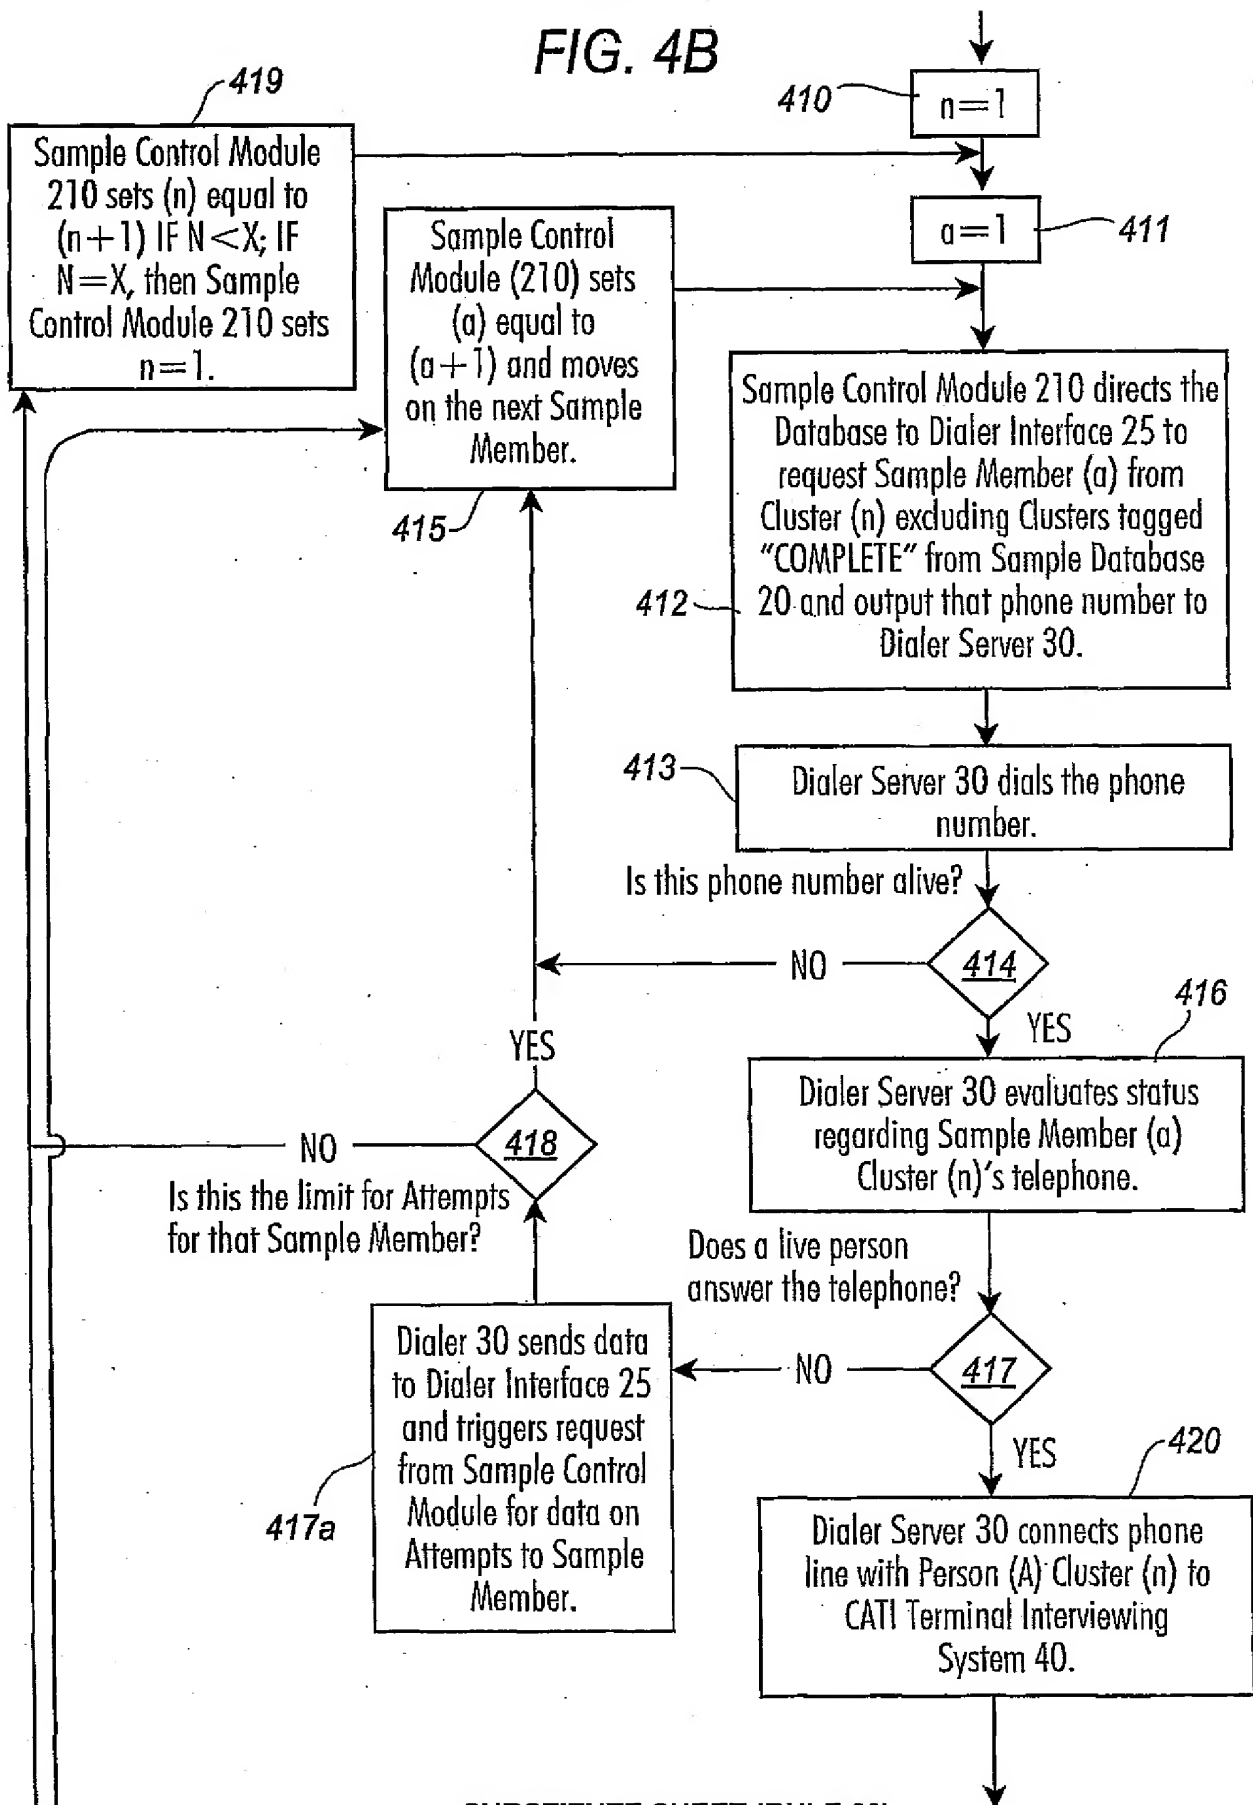 FIG. 4B
410
n=1
419
Sample Control Module
210 sets (n) equal to
(n+1) IF N<X; IF
N=X, then Sample
Control Module 210 sets
n=1.
a=1
411
Sample Control
Module (210) sets
(a) equal to
(a+1) and moves
on the next Sample
Member.
415
Sample Control Module 210 directs the
Database to Dialer Interface 25 to
request Sample Member (a) from
Cluster (n) excluding Clusters tagged
"COMPLETE" from Sample Database
20 and output that phone number to
Dialer Server 30.
412
413
Dialer Server 30 dials the phone
number.
Is this phone number alive?
414
NO
YES
416
Dialer Server 30 evaluates status
regarding Sample Member (a)
Cluster (n)'s telephone.
YES
418
NO
Is this the limit for Attempts
for that Sample Member?
Does a live person
answer the telephone?
417
NO
YES
Dialer 30 sends data
to Dialer Interface 25
and triggers request
from Sample Control
Module for data on
Attempts to Sample
Member.
417a
420
Dialer Server 30 connects phone
line with Person (A) Cluster (n) to
CATI Terminal Interviewing
System 40.